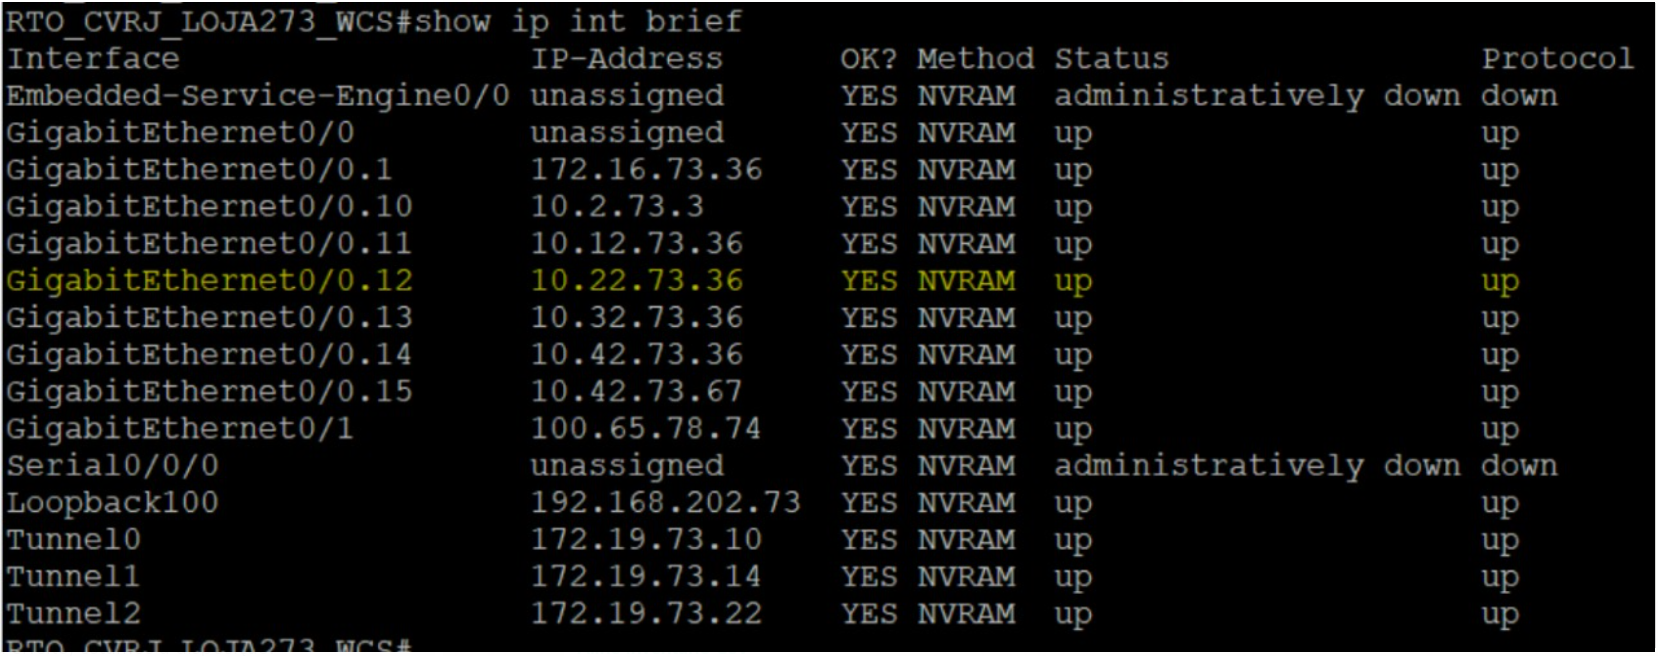 RTO_CVRJ_LOJA273_WCS#show ip int brief
Interface IP-Address OK? Method Status Protocol
Embedded-Service-Engine0/0 unassigned YES NVRAM administratively down down
GigabitEthernet0/0 unassigned YES NVRAM up up
GigabitEthernet0/0.1 172.16.73.36 YES NVRAM up up
GigabitEthernet0/0.10 10.2.73.3 YES NVRAM up up
GigabitEthernet0/0.11 10.12.73.36 YES NVRAM up up
GigabitEthernet0/0.12 10.22.73.36 YES NVRAM up up
GigabitEthernet0/0.13 10.32.73.36 YES NVRAM up up
GigabitEthernet0/0.14 10.42.73.36 YES NVRAM up up
GigabitEthernet0/0.15 10.42.73.67 YES NVRAM up up
GigabitEthernet0/1 100.65.78.74 YES NVRAM up up
Serial0/0/0 unassigned YES NVRAM administratively down down
Loopback100 192.168.202.73 YES NVRAM up up
Tunnel0 172.19.73.10 YES NVRAM up up
Tunnel1 172.19.73.14 YES NVRAM up up
Tunnel2 172.19.73.22 YES NVRAM up up
RTO_CVRJ_LOJA273_WCS#